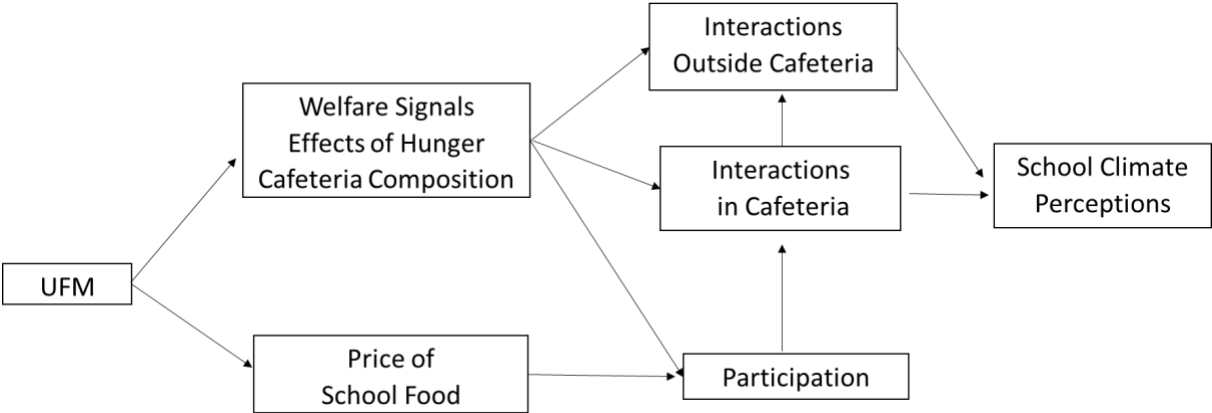 UFM
Welfare Signals
Effects of Hunger
Cafeteria Composition
Price of
School Food
Interactions
Outside Cafeteria
Interactions
in Cafeteria
Participation
School Climate
Perceptions